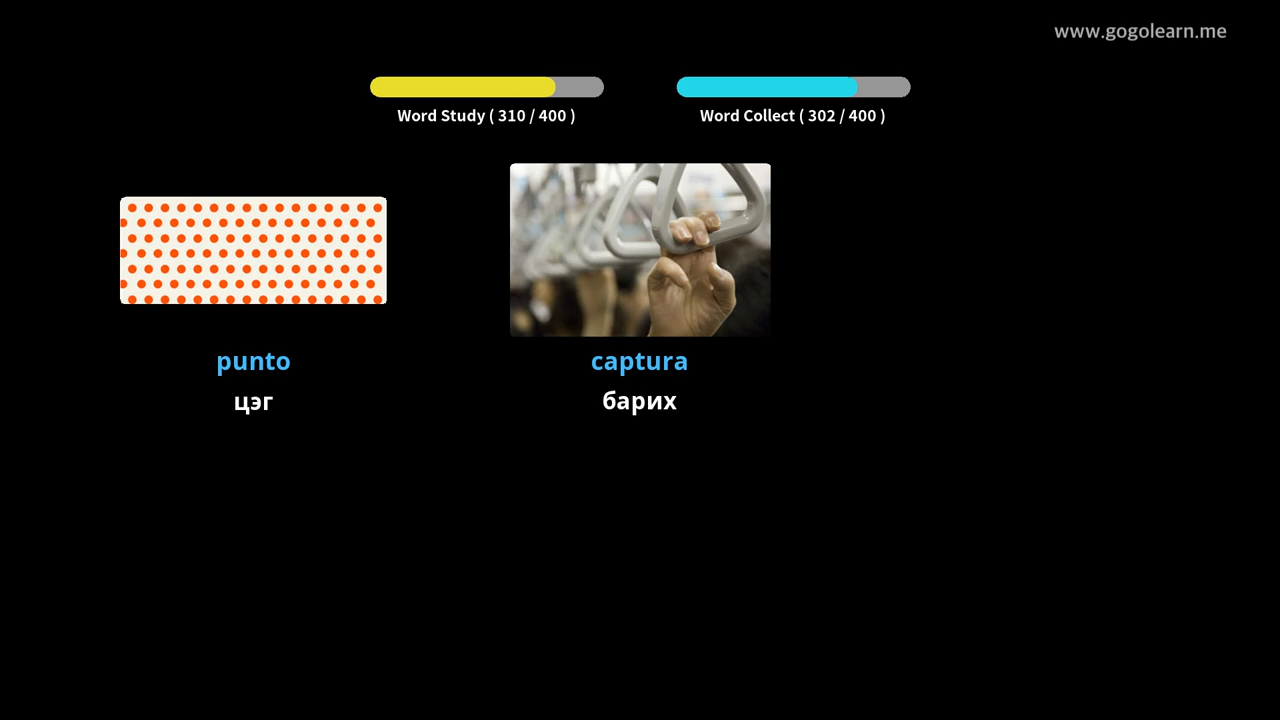 www.gogolearn.me
Word Study ( 310 / 400 )
Word Collect ( 302 / 400 )
punto
цэг
captura
барих